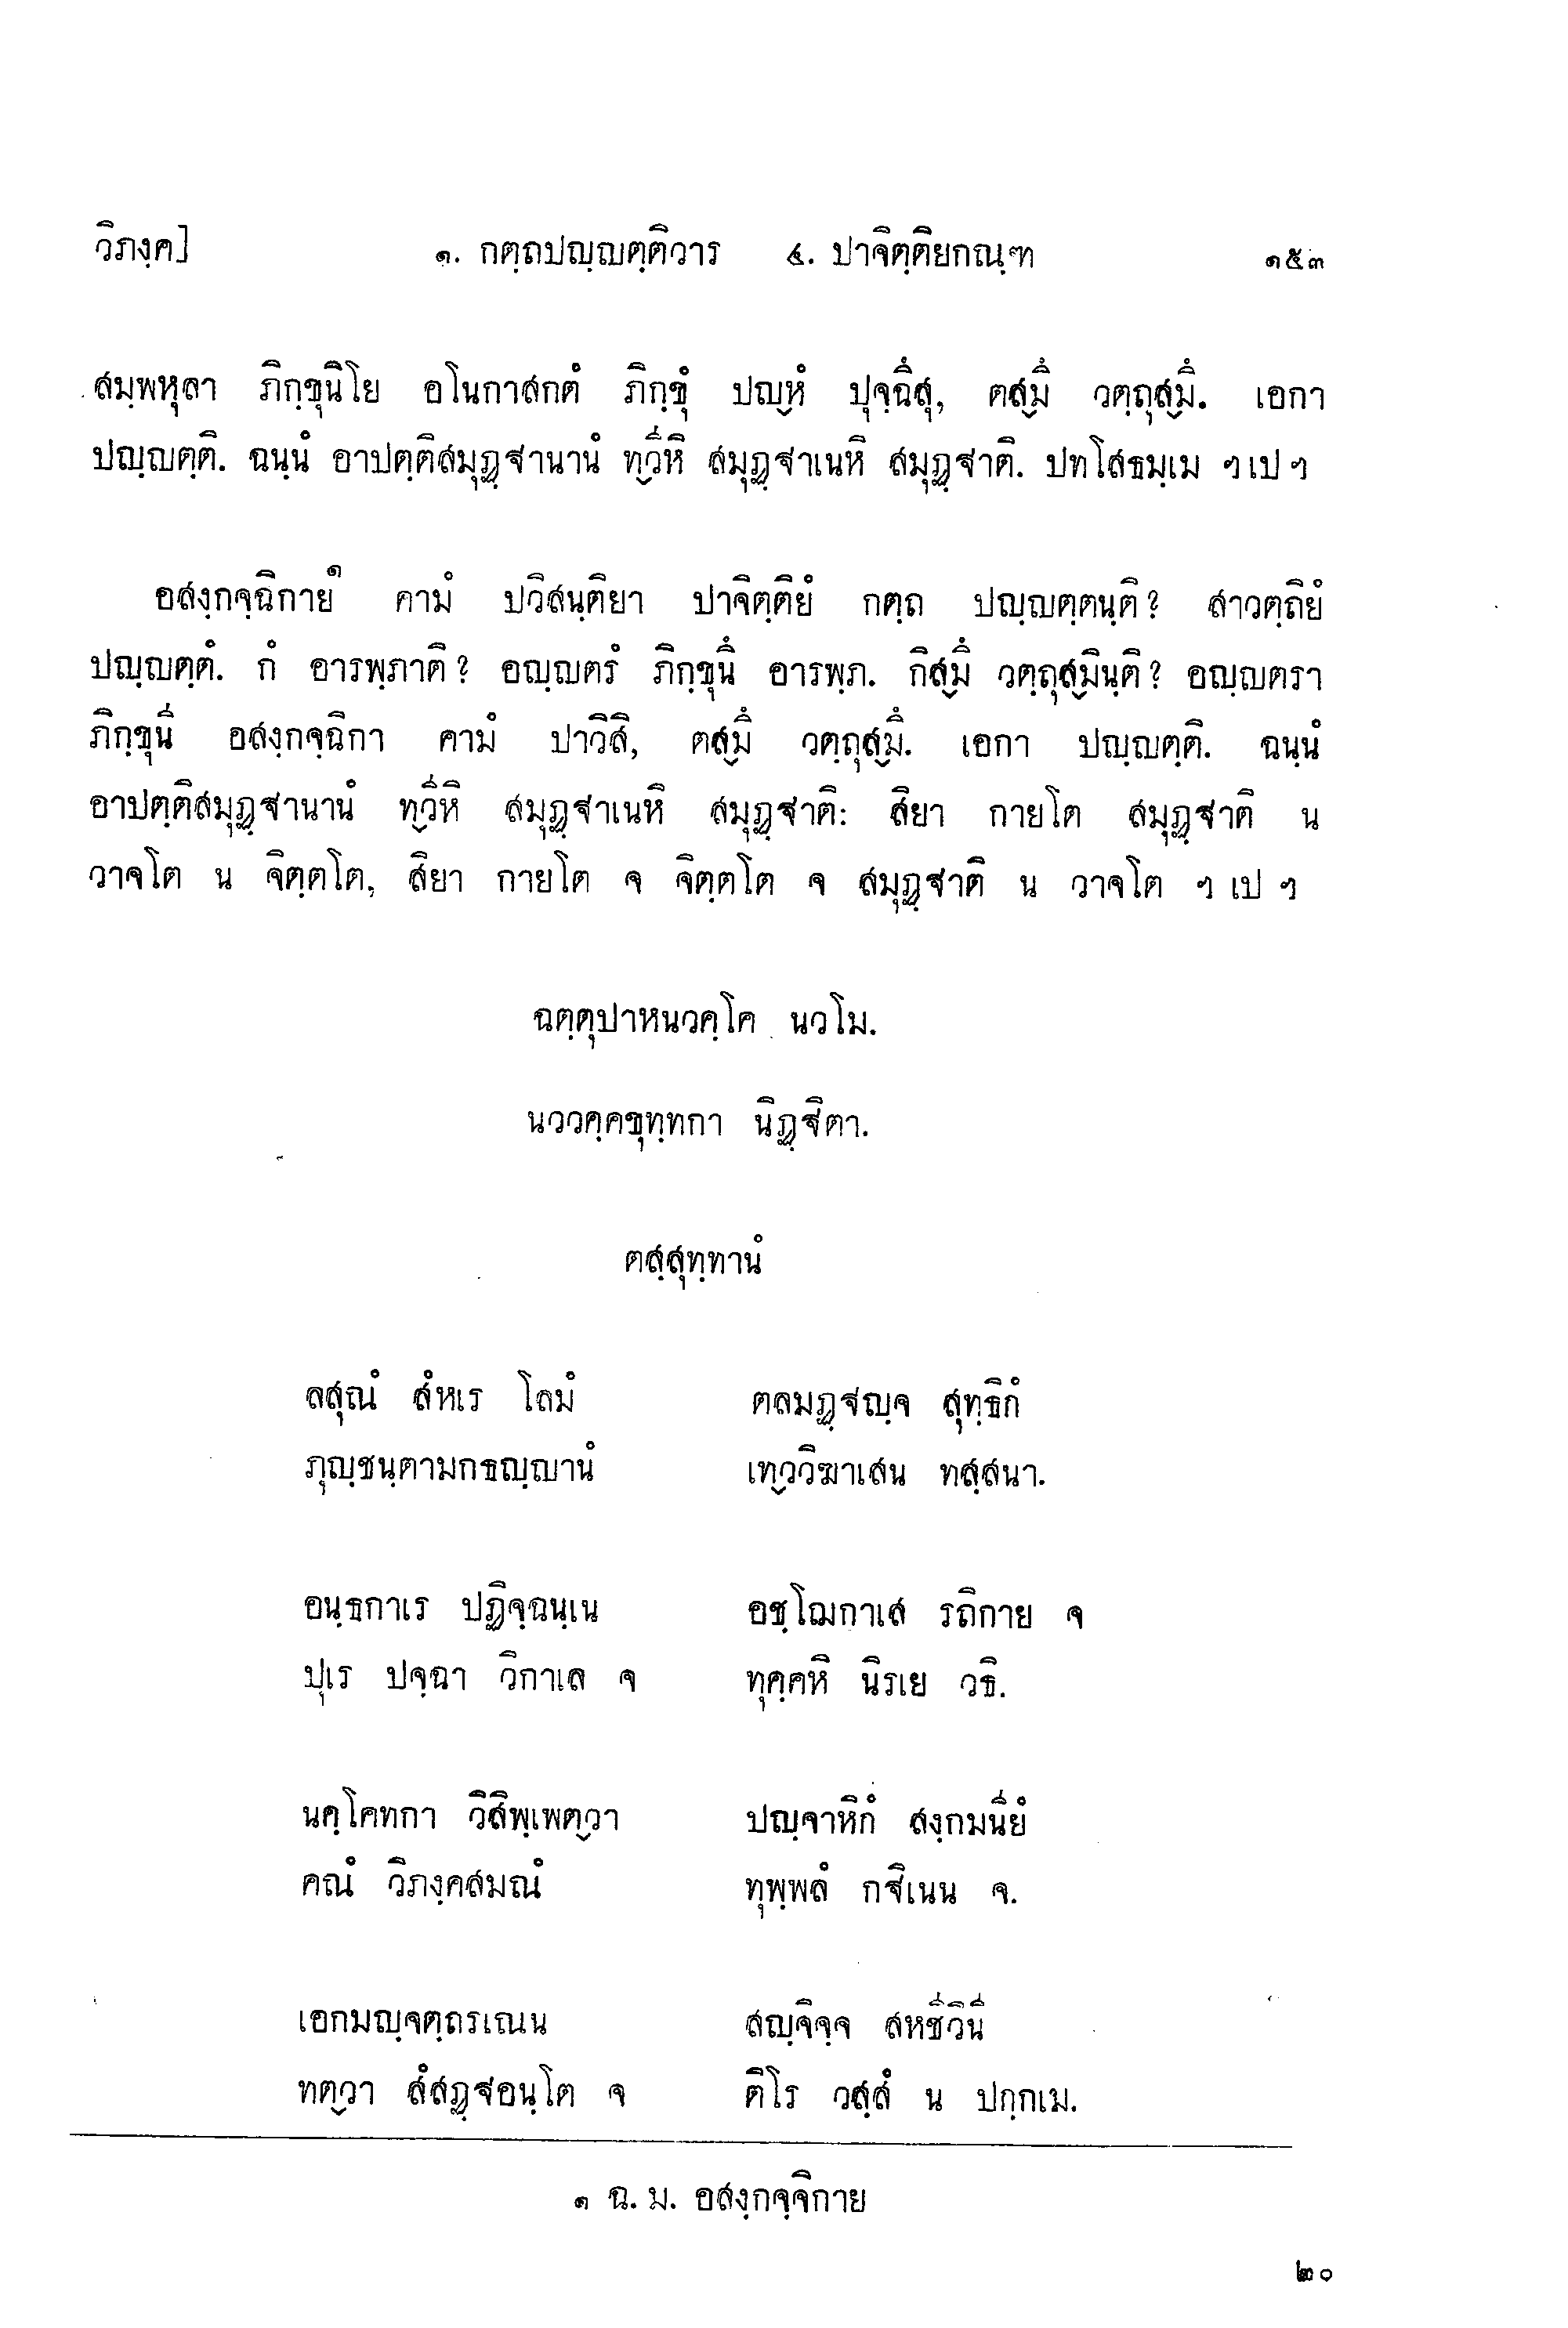 วิภงฺค]   ๑. กตฺถปญฺญตฺติวาร   ๔. ปาจิตฺติยกณฺฑ   ๑๕๓
สมฺพหุลา ภิกฺขุนิโย อโนกาสกตํ ภิกฺขุํ ปญฺหํ ปุจฺฉึสุ, ตสฺมึ วตฺถุสฺมึ. เอกา
ปญฺญตฺติ. ฉนฺนํ อาปตฺติสมุฏฺฐานานํ ทฺวีหิ สมุฏฺฐาเนหิ สมุฏฺฐาติ. ปทโสธมฺเม ฯเปฯ
อสงฺกจฺฉิกาย๑ คามํ ปวิสนฺติยา ปาจิตฺติยํ กตฺถ ปญฺญตฺตนฺติ? สาวตฺถิยํ
ปญฺญตฺตํ. กํ อารพฺภาติ? อญฺญตรํ ภิกฺขุนึ อารพฺภ. กิสฺมึ วตฺถุสฺมินฺติ? อญฺญตรา
ภิกฺขุนี อสงฺกจฺฉิกา คามํ ปาวิสิ, ตสฺมึ วตฺถุสฺมึ. เอกา ปญฺญตฺติ. ฉนฺนํ
อาปตฺติสมุฏฺฐานานํ ทฺวีหิ สมุฏฺฐาเนหิ สมุฏฺฐาติ: สิยา กายโต สมุฏฺฐาติ น
วาจโต น จิตฺตโต, สิยา กายโต จ จิตฺตโต จ สมุฏฺฐาติ น วาจโต ฯ เป ฯ
ฉตฺตุปาหนวคฺโค นวโม.
นววคฺคขุทฺทกา นิฏฺฐิตา.
ตสฺสุทฺทานํ
ลสุณํ สํหเร โลมํ   ตลมฏฺฐญฺจ สุทฺธิกํ
ภุญฺชนฺตามกธญฺญานํ   เทฺววิฆาเสน ทสฺสนา.
อนฺธกาเร ปฏิจฺฉนฺเน   อชฺโฌกาเส รถิกาย จ
ปุเร ปจฺฉา วิกาเล จ   ทุคฺคหิ นิรเย วธิ.
นคฺโคทกา วิสิพฺเพตฺวา   ปญฺจาหิกํ สงฺกมนียํ
คณํ วิภงฺคสมณํ   ทุพฺพลํ กฐิเนน จ.
เอกมญฺจตฺถรเณน   สญฺจิจฺจ สหชีวินี
ทตฺวา สํสฏฺฐอนฺโต จ   ติโร วสฺสํ น ปกฺกเม.
๑ ฉ. ม. อสงฺกจฺจิกาย
๒๐